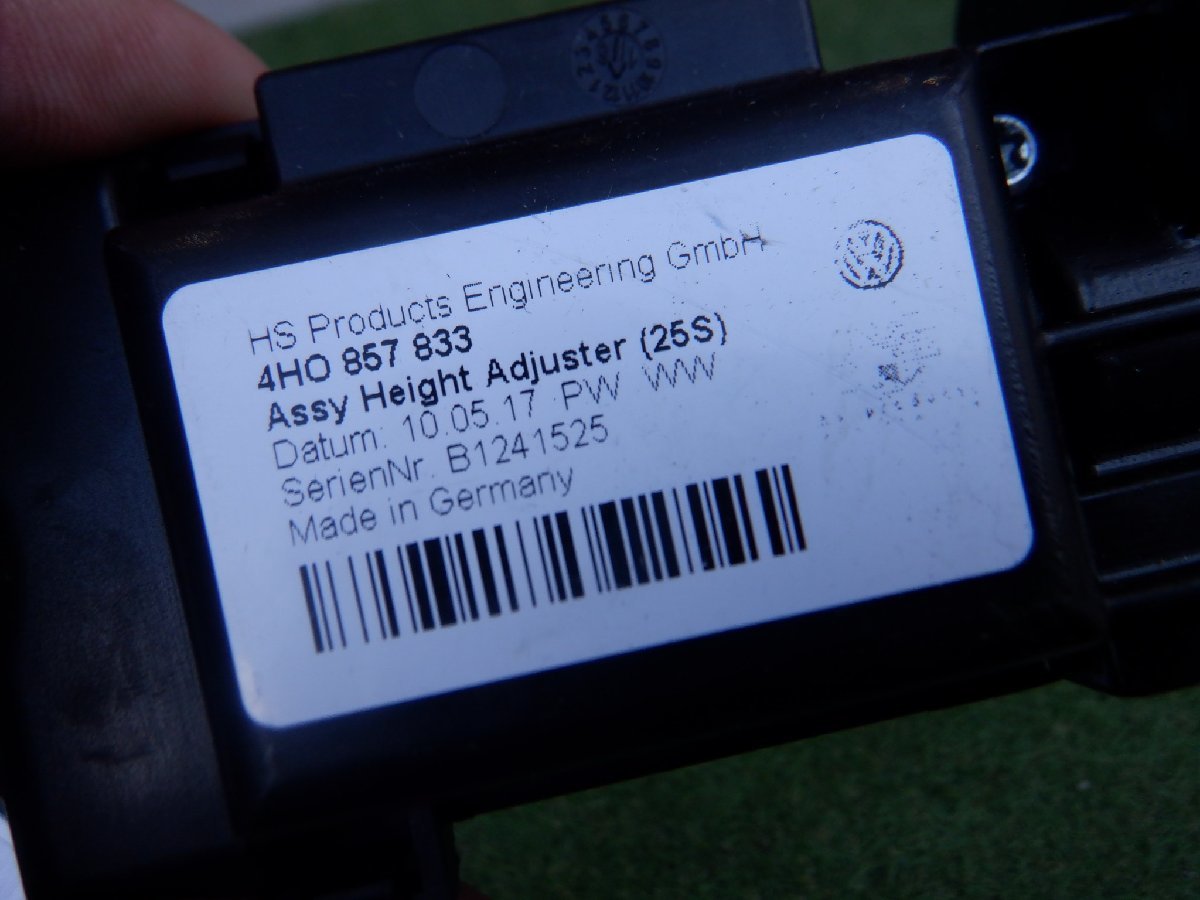 HS Products Engineering GmbH
4H0 857 833
Assy Height Adjuster (25S)
Datum: 10.05.17 PW WW
SerienNr. B1241525
Made in Germany